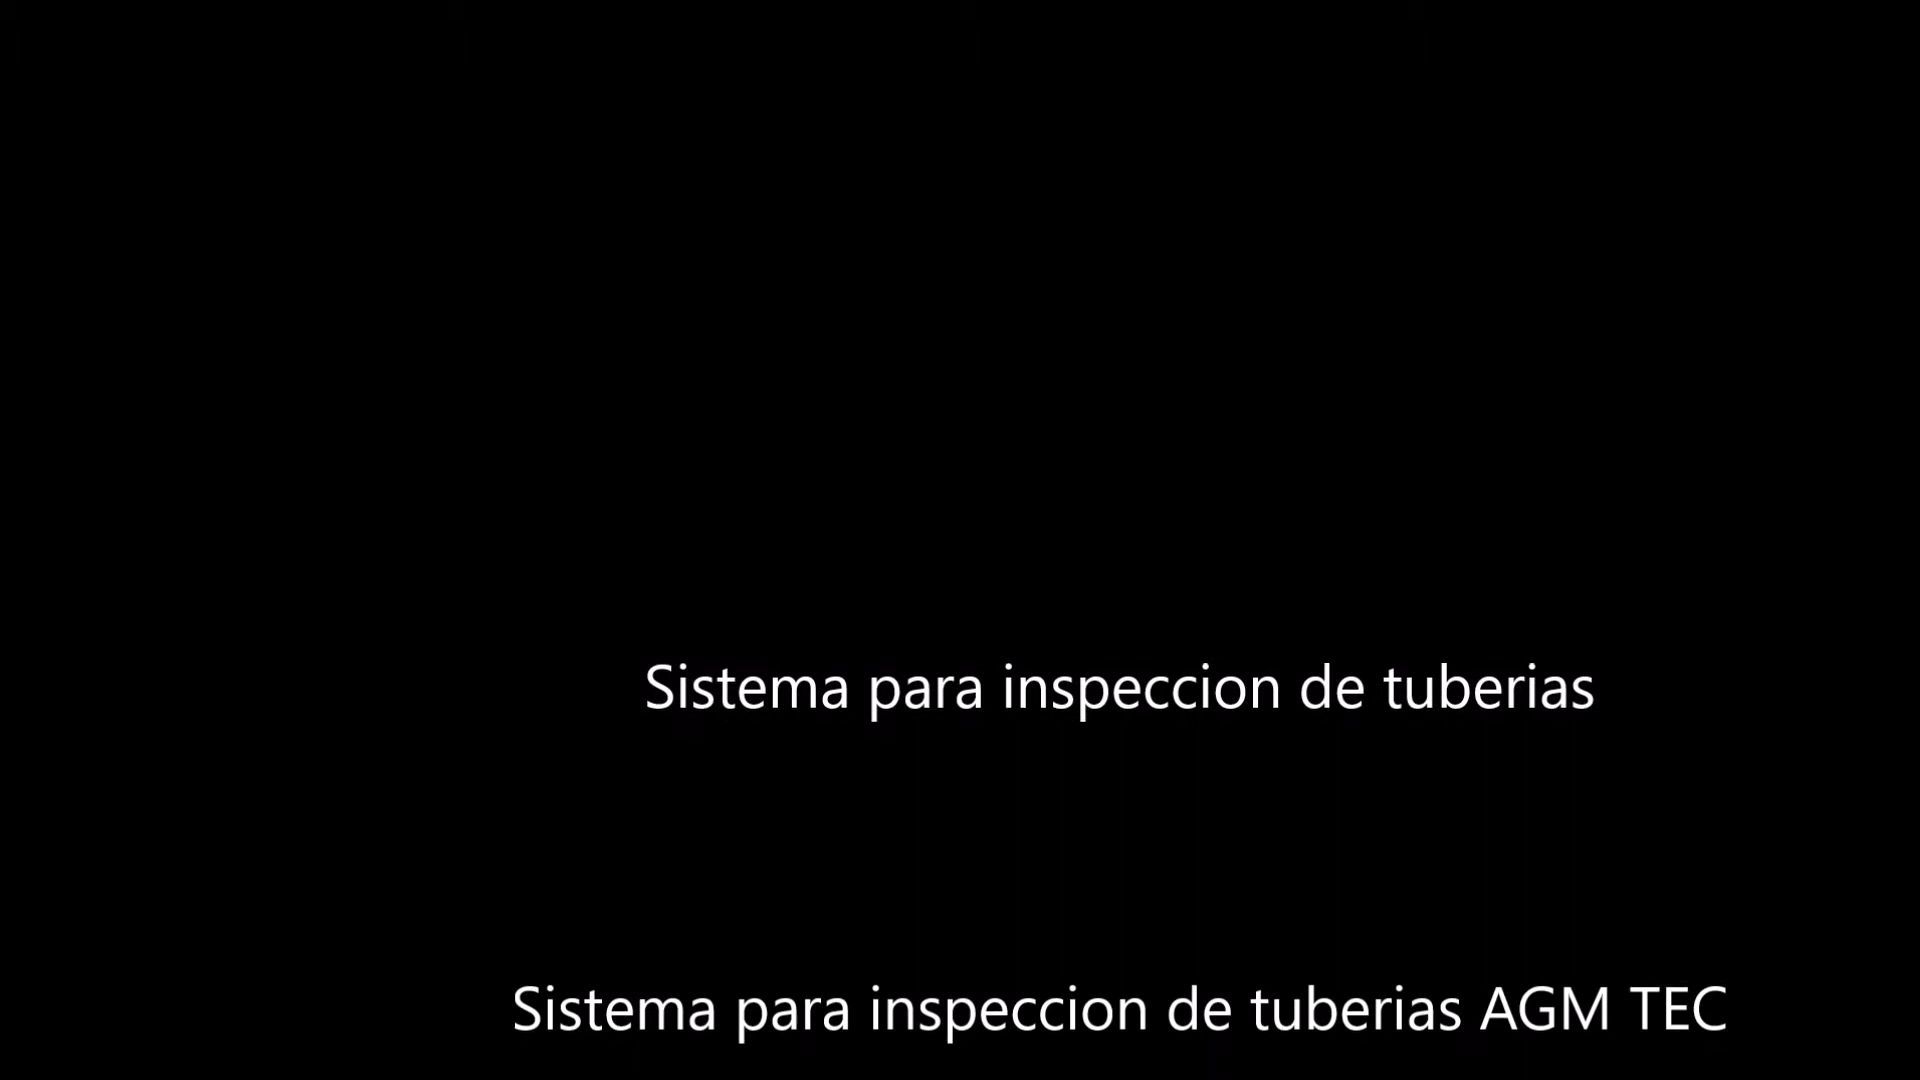 Sistema para inspeccion de tuberias
Sistema para inspeccion de tuberias AGM TEC